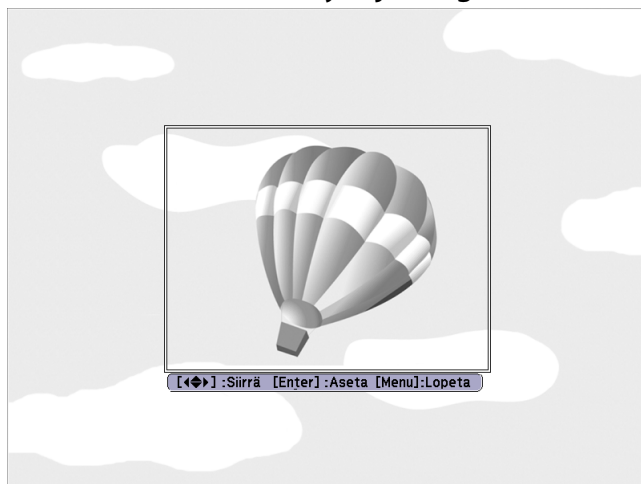 [◀◆▶] :Siirrä [Enter] :Aseta [Menu]:Lopeta